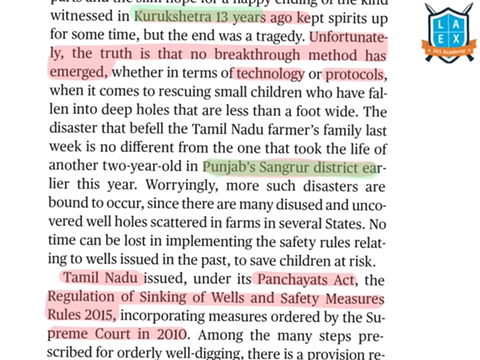 parts and the slim hope for a happy ending of the kind
witnessed in Kurukshetra 13 years ago kept spirits up
for some time, but the end was a tragedy. Unfortunate-
ly, the truth is that no breakthrough method has
emerged, whether in terms of technology or protocols,
when it comes to rescuing small children who have fal-
len into deep holes that are less than a foot wide. The
disaster that befell the Tamil Nadu farmer's family last
week is no different from the one that took the life of
another two-year-old in Punjab's Sangrur district ear-
lier this year. Worryingly, more such disasters are
bound to occur, since there are many disused and unco-
vered well holes scattered in farms in several States. No
time can be lost in implementing the safety rules relat-
ing to wells issued in the past, to save children at risk.
Tamil Nadu issued, under its Panchayats Act, the
Regulation of Sinking of Wells and Safety Measures
Rules 2015, incorporating measures ordered by the Su-
preme Court in 2010. Among the many steps pre-
scribed for orderly well-digging, there is a provision re-
L A
E X
IAS Academy